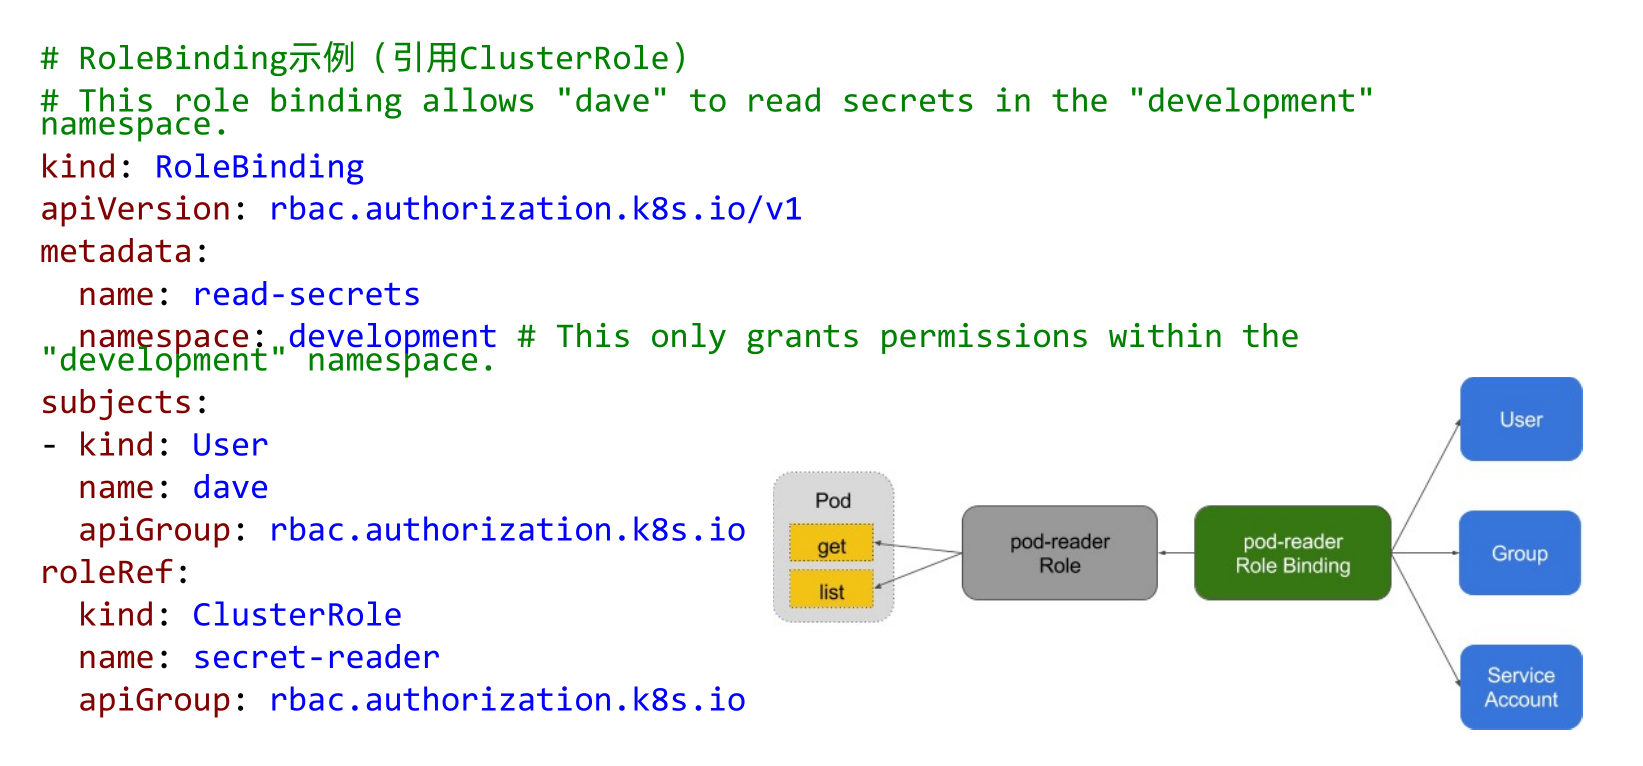 # RoleBinding示例（引用ClusterRole）
# This role binding allows "dave" to read secrets in the "development"
namespace.
kind: RoleBinding
apiVersion: rbac.authorization.k8s.io/v1
metadata:
  name: read-secrets
  namespace: development # This only grants permissions within the
"development" namespace.
subjects:
- kind: User
  name: dave
  apiGroup: rbac.authorization.k8s.io
roleRef:
  kind: ClusterRole
  name: secret-reader
  apiGroup: rbac.authorization.k8s.io
Pod
get
list
pod-reader
Role
pod-reader
Role Binding
User
Group
Service
Account